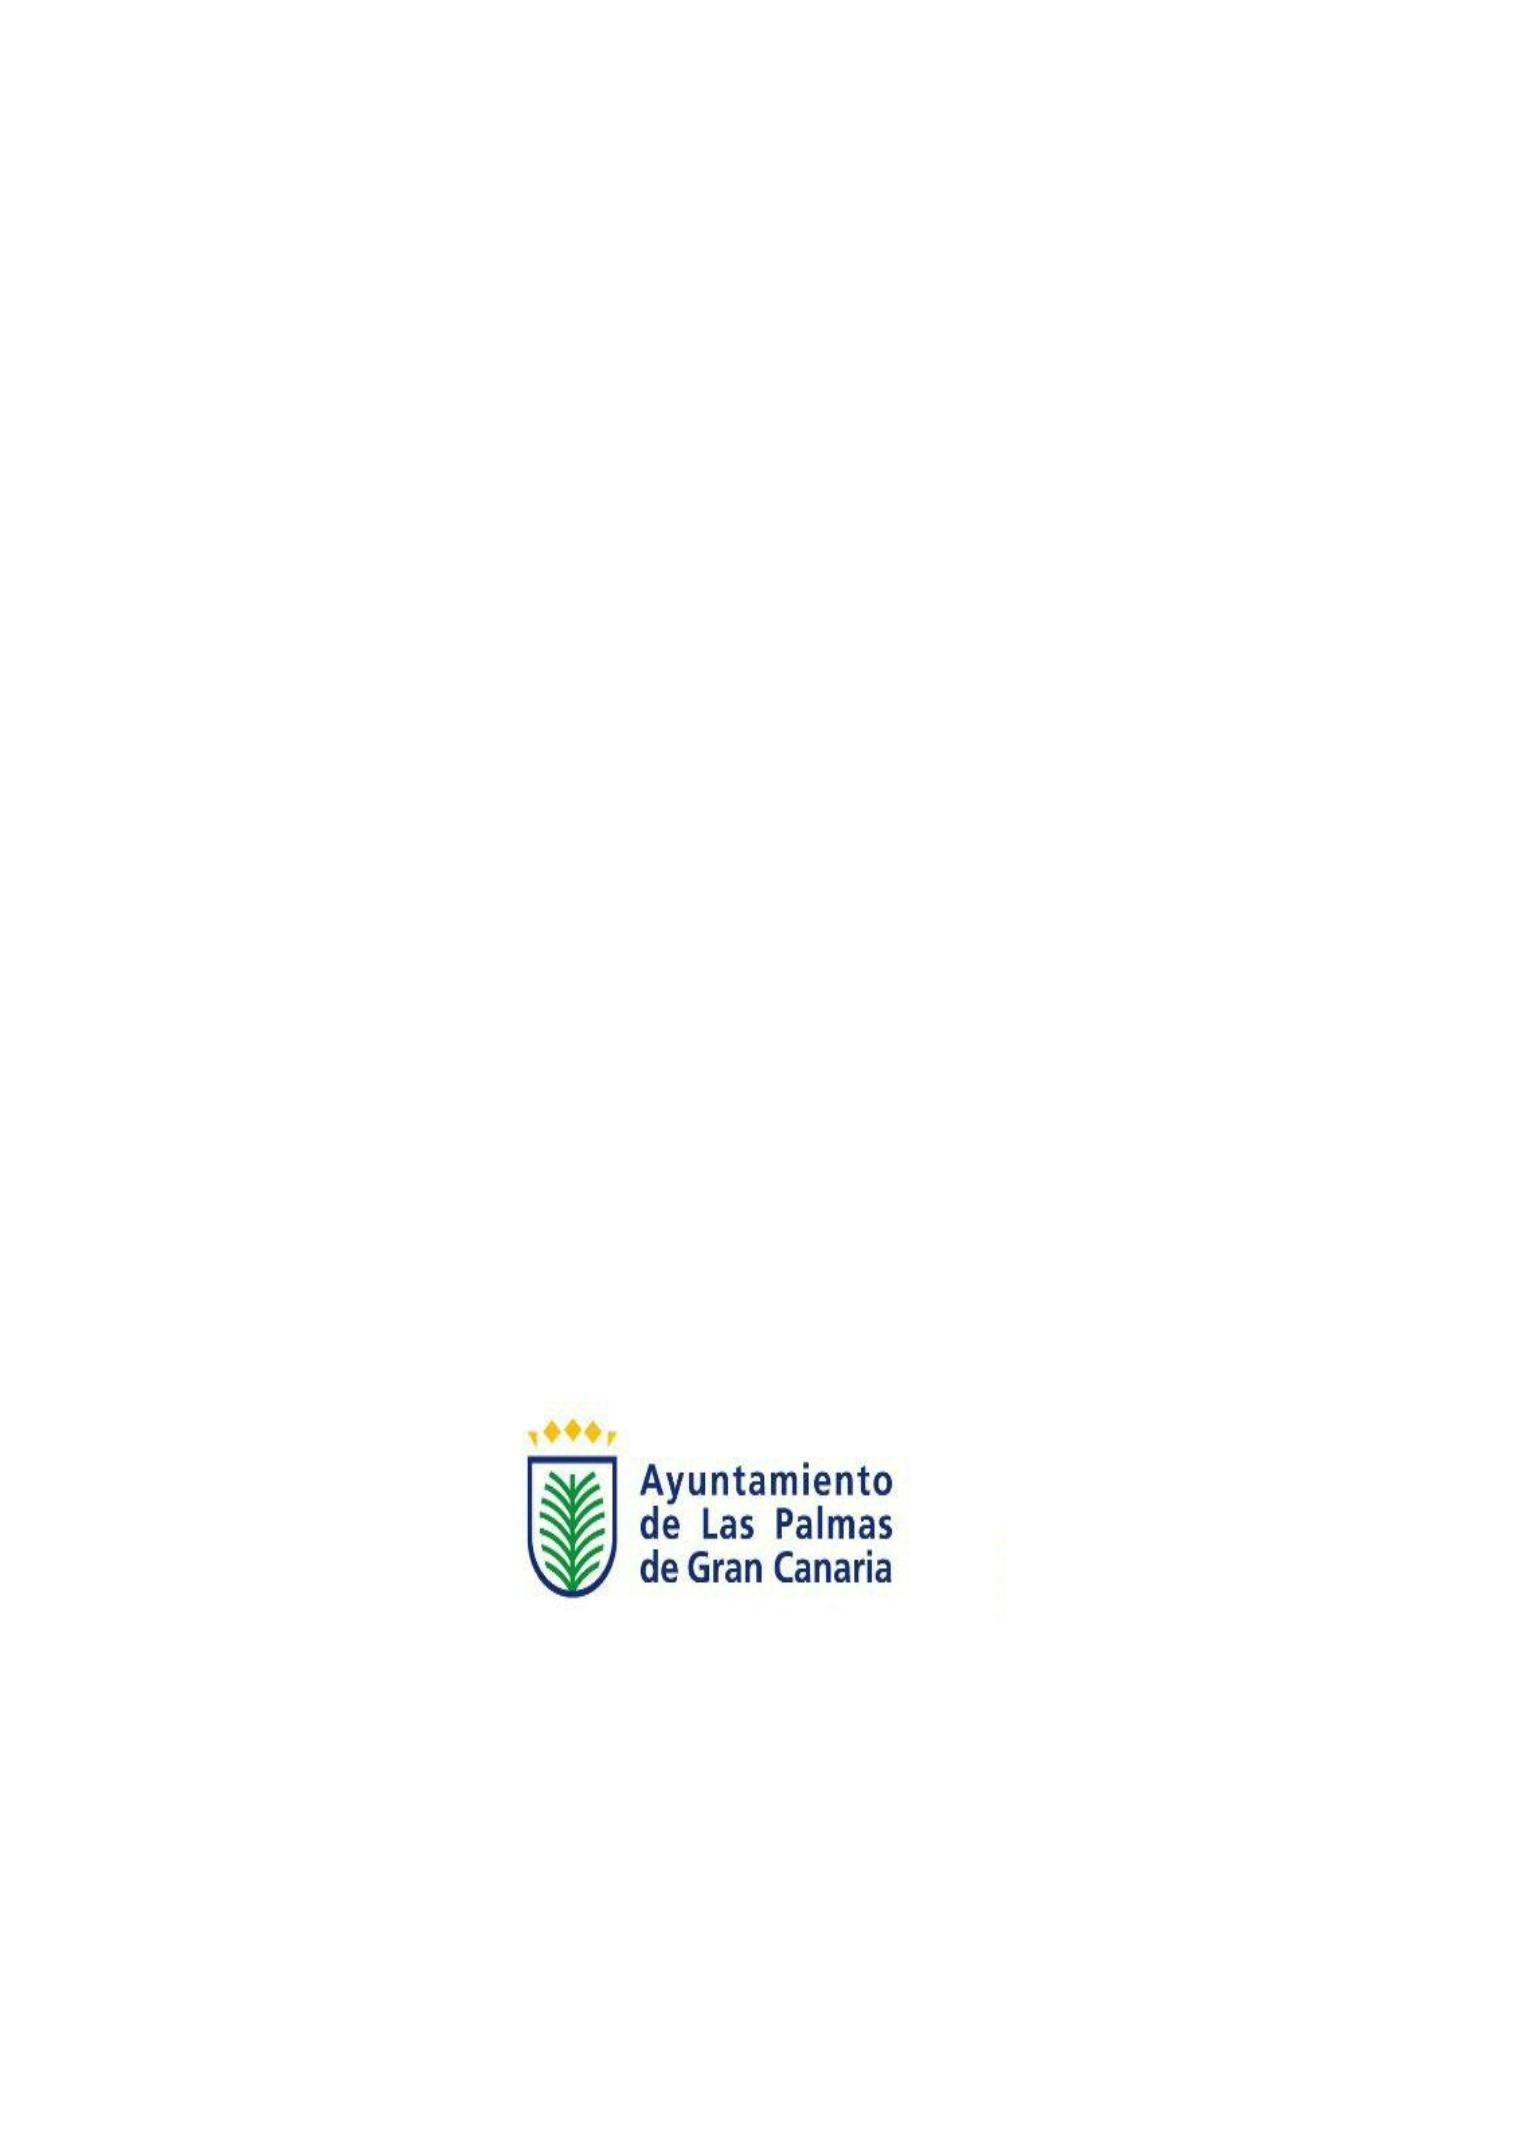 Ayuntamiento
de Las Palmas
de Gran Canaria